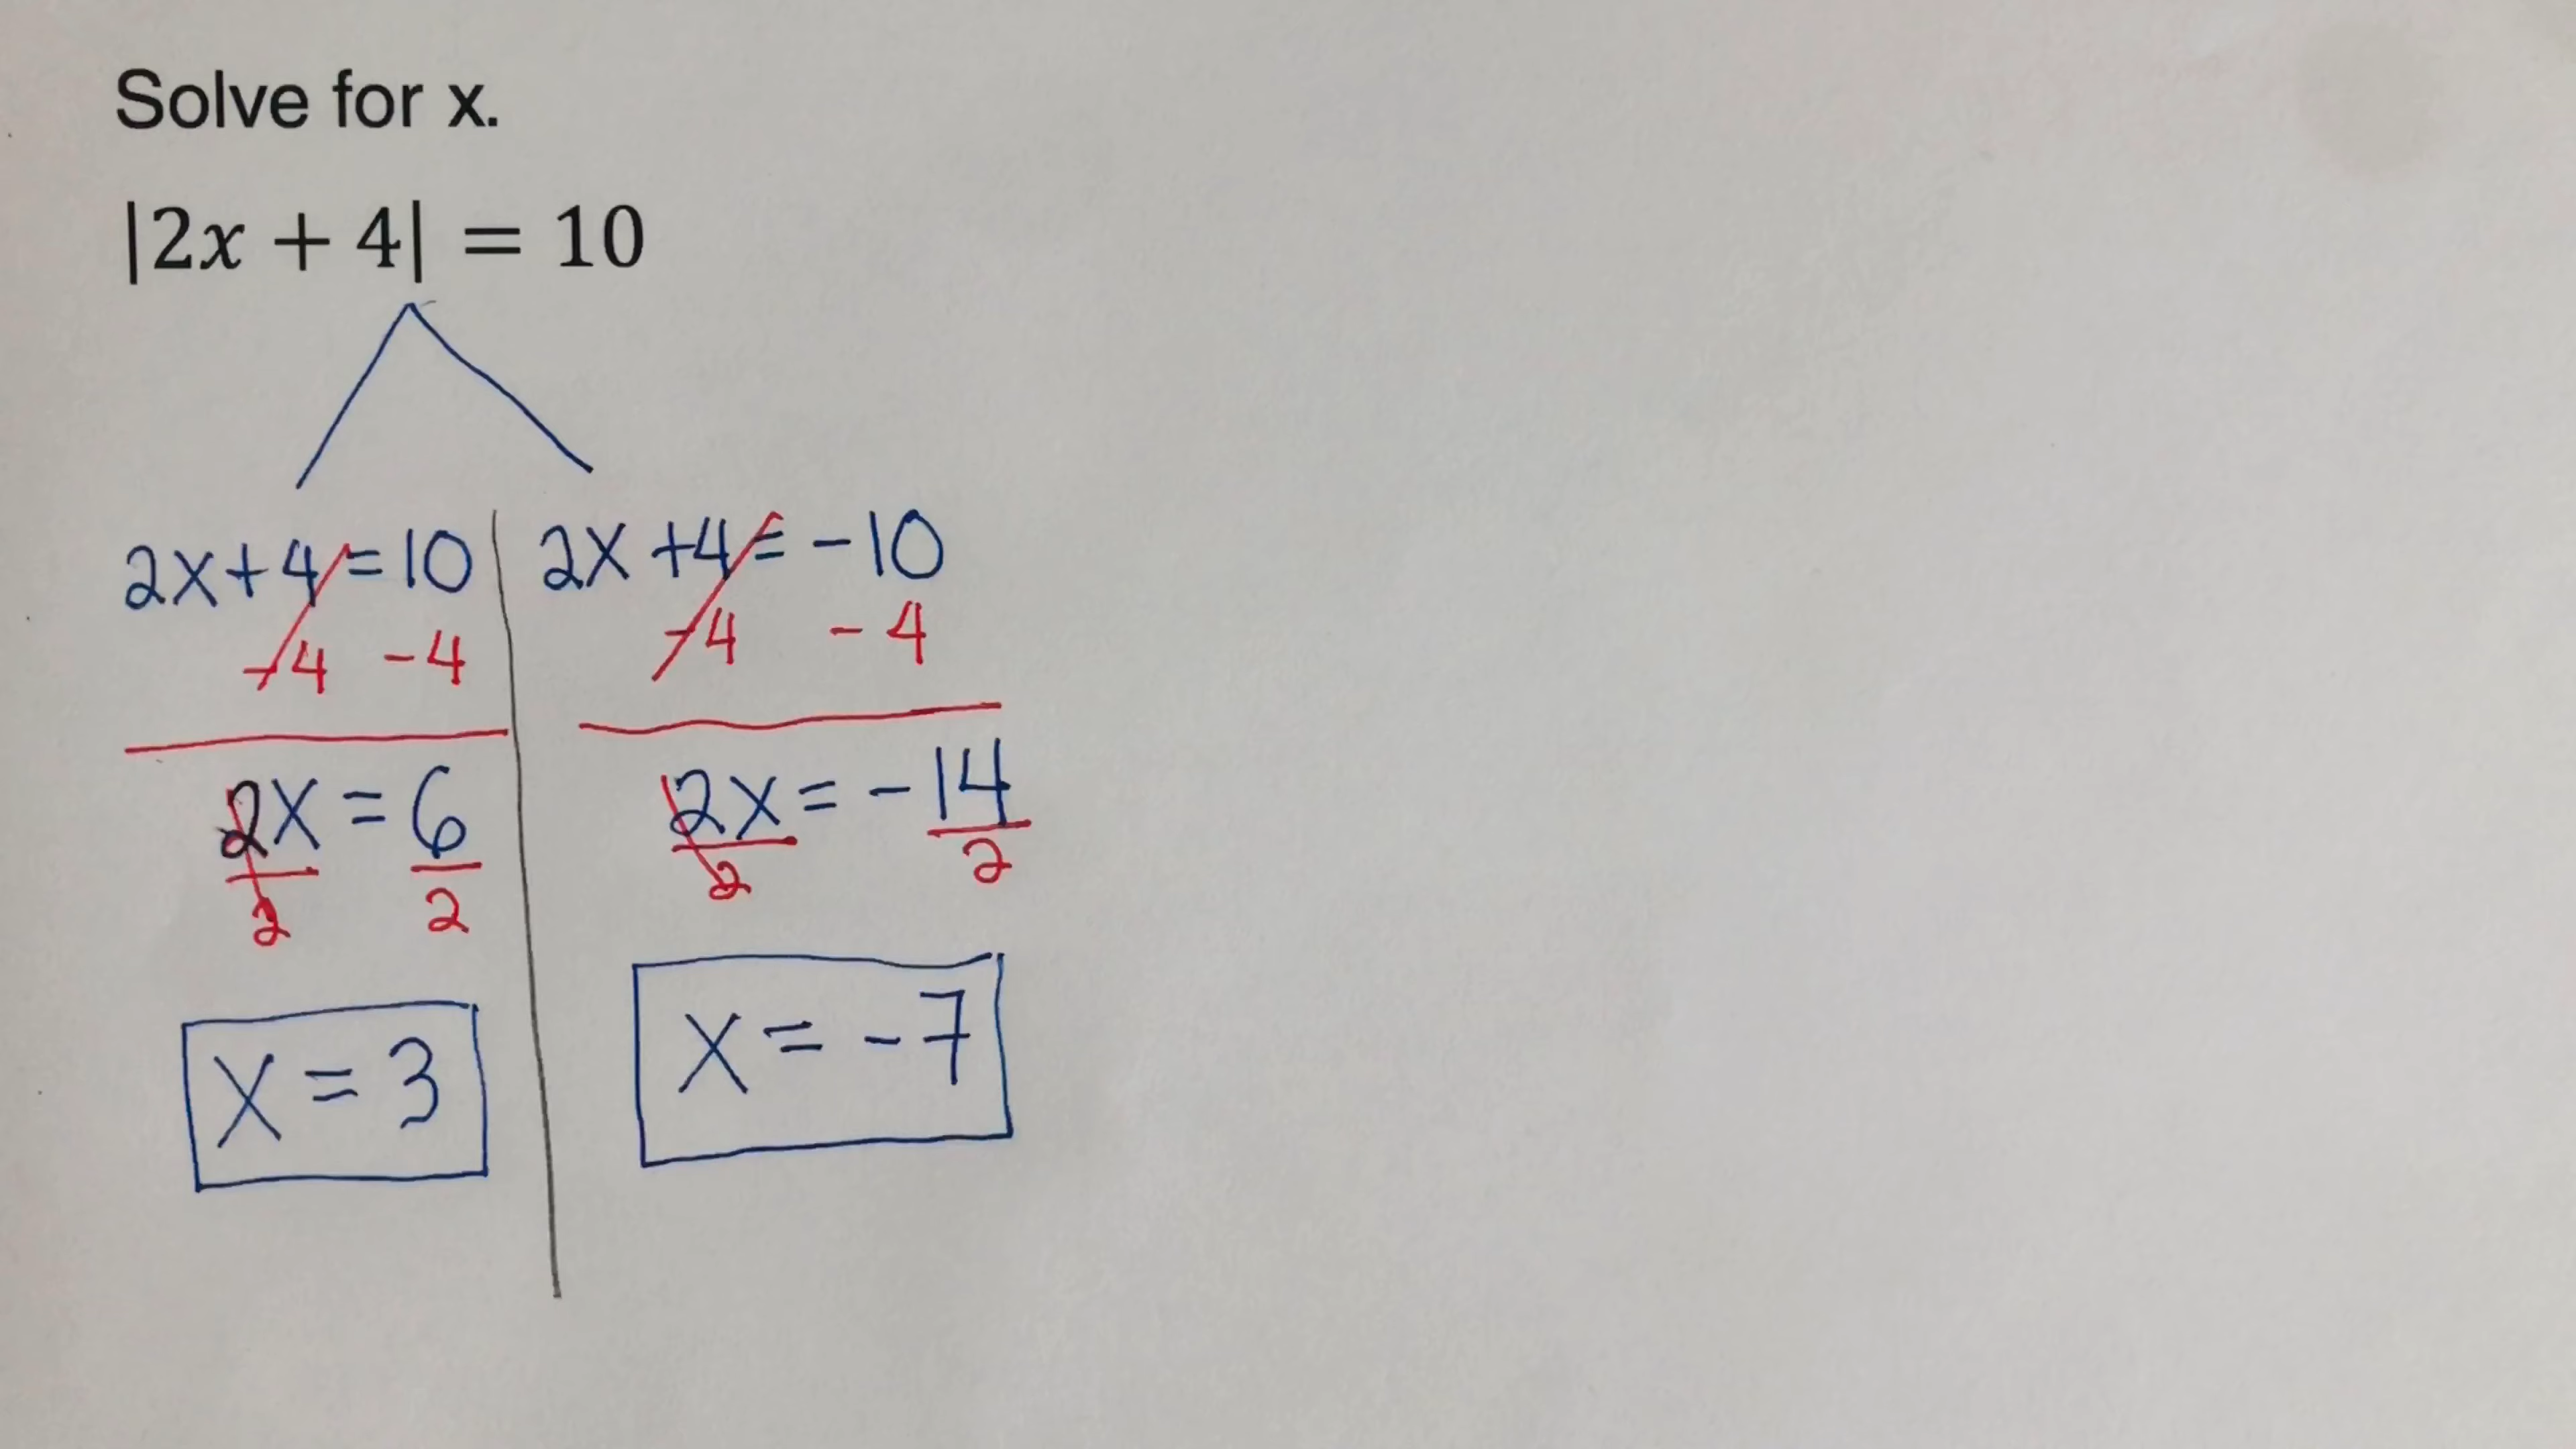 Solve for x.
|2x + 4| = 10
2x+4=10
-4 -4
2x = 6
2 2
x = 3
2x +4= -10
-4 -4
2x = -14
2 2
x = -7